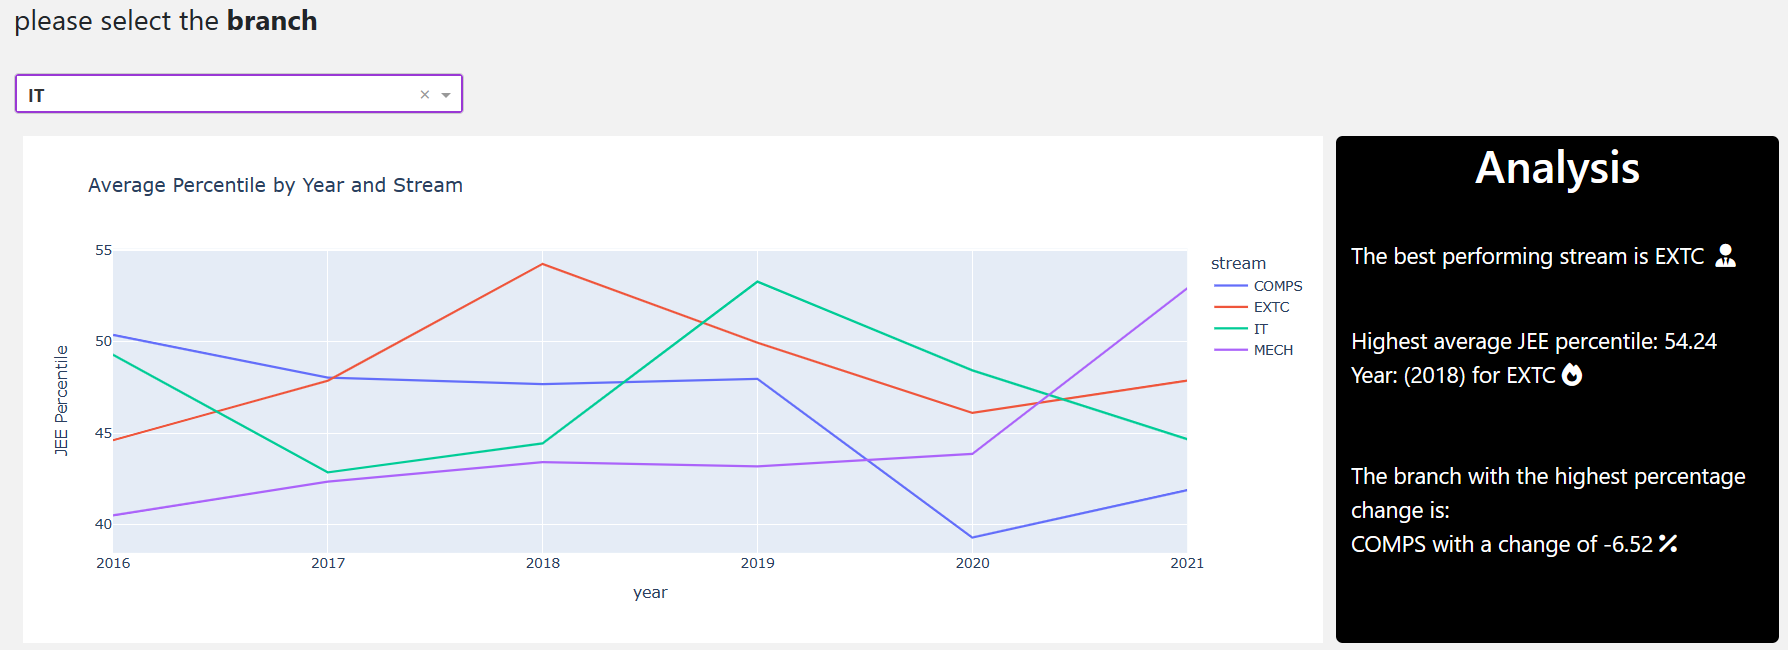 please select the branch
IT
Average Percentile by Year and Stream
55
50
45
40
JEE Percentile
2016 2017 2018 2019 2020 2021
year
stream
COMPS
EXTC
IT
MECH
Analysis
The best performing stream is EXTC
Highest average JEE percentile: 54.24
Year: (2018) for EXTC
The branch with the highest percentage
change is:
COMPS with a change of -6.52 %